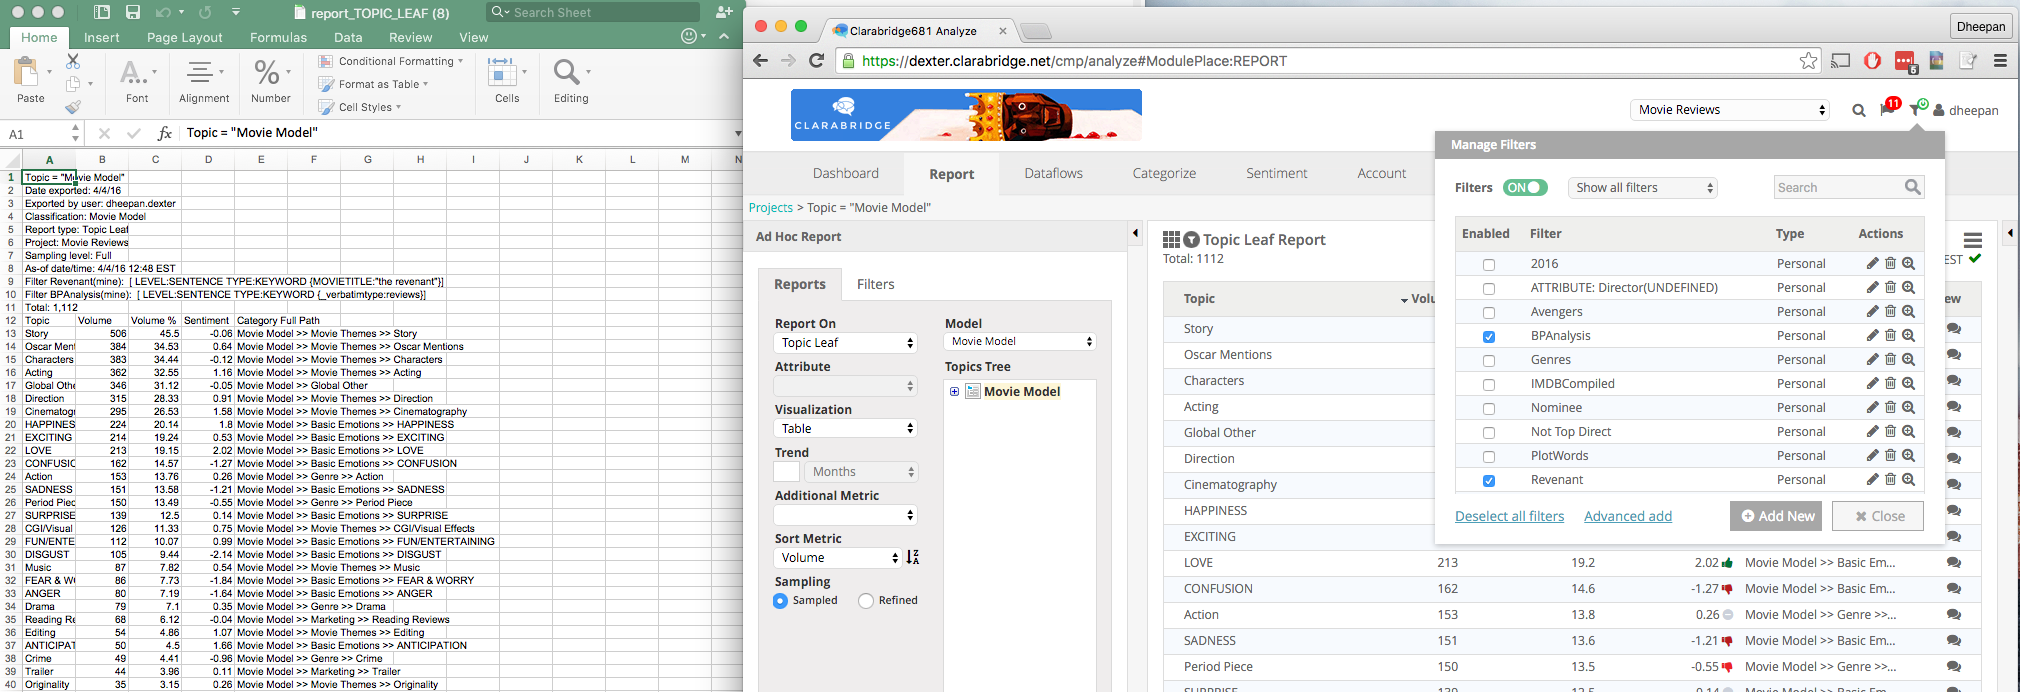 report_TOPIC_LEAF (8)
Search Sheet
Home Insert Page Layout Formulas Data Review View
Paste
Font
Alignment
%
Number
Conditional Formatting
Format as Table
Cell Styles
Cells
Editing
A1 fx Topic = "Movie Model"
A B C D E F G H I J K L M N
1 Topic = "Movie Model"
2 Date exported: 4/4/16
3 Exported by user: dheepan.dexter
4 Classification: Movie Model
5 Report type: Topic Leaf
6 Project: Movie Reviews
7 Sampling level: Full
8 As-of date/time: 4/4/16 12:48 EST
9 Filter Revenant(mine): [ LEVEL:SENTENCE TYPE:KEYWORD {MOVIETITLE:"the revenant"}]
10 Filter BPAnalysis(mine): [ LEVEL:SENTENCE TYPE:KEYWORD {_verbatimtype:reviews}]
11 Total: 1,112
12 Topic Volume Volume % Sentiment Category Full Path
13 Story 506 45.5 -0.06 Movie Model >> Movie Themes >> Story
14 Oscar Ment 384 34.53 0.64 Movie Model >> Movie Themes >> Oscar Mentions
15 Characters 383 34.44 -0.12 Movie Model >> Movie Themes >> Characters
16 Acting 362 32.55 1.16 Movie Model >> Movie Themes >> Acting
17 Global Othe 346 31.12 -0.05 Movie Model >> Global Other
18 Direction 315 28.33 0.91 Movie Model >> Movie Themes >> Direction
19 Cinematogr 295 26.53 1.58 Movie Model >> Movie Themes >> Cinematography
20 HAPPINES 224 20.14 1.8 Movie Model >> Basic Emotions >> HAPPINESS
21 EXCITING 214 19.24 0.53 Movie Model >> Basic Emotions >> EXCITING
22 LOVE 213 19.15 2.02 Movie Model >> Basic Emotions >> LOVE
23 CONFUSIC 162 14.57 -1.27 Movie Model >> Basic Emotions >> CONFUSION
24 Action 153 13.76 0.26 Movie Model >> Genre >> Action
25 SADNESS 151 13.58 -1.21 Movie Model >> Basic Emotions >> SADNESS
26 Period Piec 150 13.49 -0.55 Movie Model >> Genre >> Period Piece
27 SURPRISE 139 12.5 0.14 Movie Model >> Basic Emotions >> SURPRISE
28 CGI/Visual 126 11.33 0.75 Movie Model >> Movie Themes >> CGI/Visual Effects
29 FUN/ENTE 112 10.07 0.99 Movie Model >> Basic Emotions >> FUN/ENTERTAINING
30 DISGUST 105 9.44 -2.14 Movie Model >> Basic Emotions >> DISGUST
31 Music 87 7.82 0.54 Movie Model >> Movie Themes >> Music
32 FEAR & W 86 7.73 -1.84 Movie Model >> Basic Emotions >> FEAR & WORRY
33 ANGER 80 7.19 -1.64 Movie Model >> Basic Emotions >> ANGER
34 Drama 79 7.1 0.35 Movie Model >> Genre >> Drama
35 Reading Re 68 6.12 -0.04 Movie Model >> Marketing >> Reading Reviews
36 Editing 54 4.86 1.07 Movie Model >> Movie Themes >> Editing
37 ANTICIPAT 50 4.5 1.66 Movie Model >> Basic Emotions >> ANTICIPATION
38 Crime 49 4.41 -0.96 Movie Model >> Genre >> Crime
39 Trailer 44 3.96 0.11 Movie Model >> Marketing >> Trailer
40 Originality 35 3.15 0.26 Movie Model >> Movie Themes >> Originality
Clarabridge681 Analyze
Dheepan
https://dexter.clarabridge.net/cmp/analyze#ModulePlace:REPORT
6
CLARABRIDGE
Movie Reviews
11
dheepan
Dashboard Report Dataflows Categorize Sentiment Account
Projects > Topic = "Movie Model"
Ad Hoc Report
Reports Filters
Report On
Topic Leaf
Attribute
Visualization
Table
Trend
Months
Additional Metric
Sort Metric
Volume
Sampling
Sampled Refined
Model
Movie Model
Topics Tree
Movie Model
Topic Leaf Report
Total: 1112
EST
Topic Volu ew
Story
Oscar Mentions
Characters
Acting
Global Other
Direction
Cinematography
HAPPINESS
EXCITING
LOVE 213 19.2 2.02 Movie Model >> Basic Em...
CONFUSION 162 14.6 -1.27 Movie Model >> Basic Em...
Action 153 13.8 0.26 Movie Model >> Genre >>...
SADNESS 151 13.6 -1.21 Movie Model >> Basic Em...
Period Piece 150 13.5 -0.55 Movie Model >> Genre >>...
Manage Filters
Filters ON Show all filters Search
Enabled Filter Type Actions
2016 Personal
ATTRIBUTE: Director(UNDEFINED) Personal
Avengers Personal
BPAnalysis Personal
Genres Personal
IMDBCompiled Personal
Nominee Personal
Not Top Direct Personal
PlotWords Personal
Revenant Personal
Deselect all filters Advanced add Add New Close